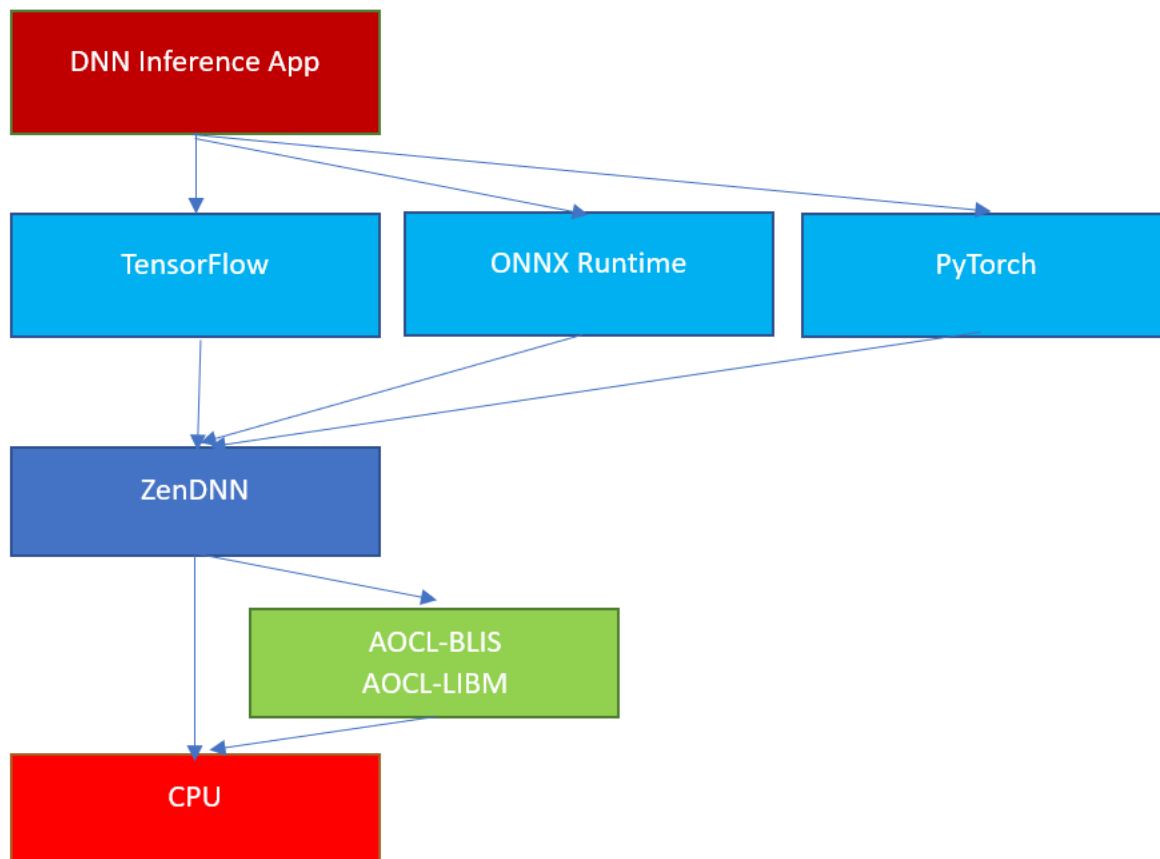 DNN Inference App
TensorFlow
ONNX Runtime
PyTorch
ZenDNN
AOCL-BLIS
AOCL-LIBM
CPU